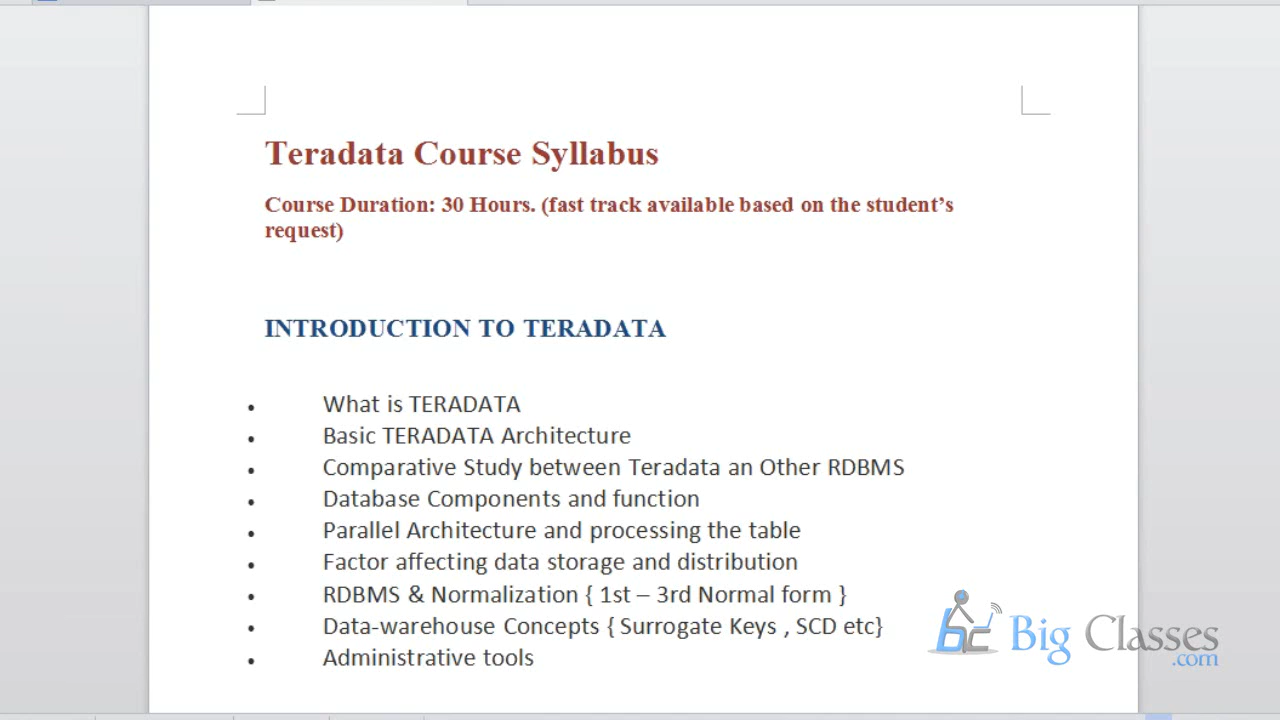 Teradata Course Syllabus
Course Duration: 30 Hours. (fast track available based on the student’s
request)
INTRODUCTION TO TERADATA
• What is TERADATA
• Basic TERADATA Architecture
• Comparative Study between Teradata an Other RDBMS
• Database Components and function
• Parallel Architecture and processing the table
• Factor affecting data storage and distribution
• RDBMS & Normalization { 1st – 3rd Normal form }
• Data-warehouse Concepts { Surrogate Keys , SCD etc}
• Administrative tools
bc Big Classes
.com